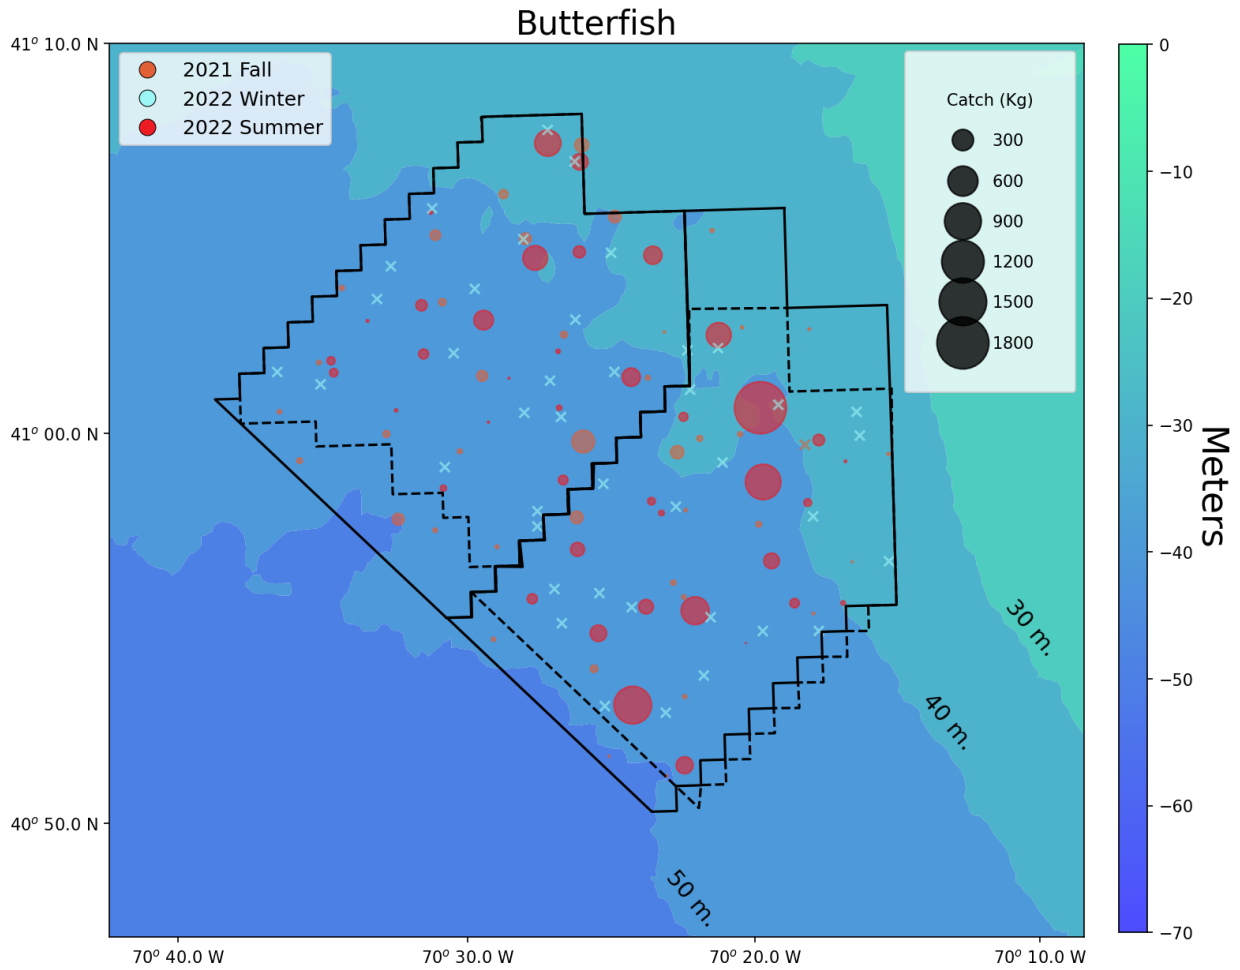 Butterfish
41° 10.0 N
41° 00.0 N
40° 50.0 N
70° 40.0 W
70° 30.0 W
70° 20.0 W
70° 10.0 W
2021 Fall
2022 Winter
2022 Summer
Catch (Kg)
300
600
900
1200
1500
1800
30 m.
40 m.
50 m.
0
−10
−20
−30
−40
−50
−60
−70
Meters